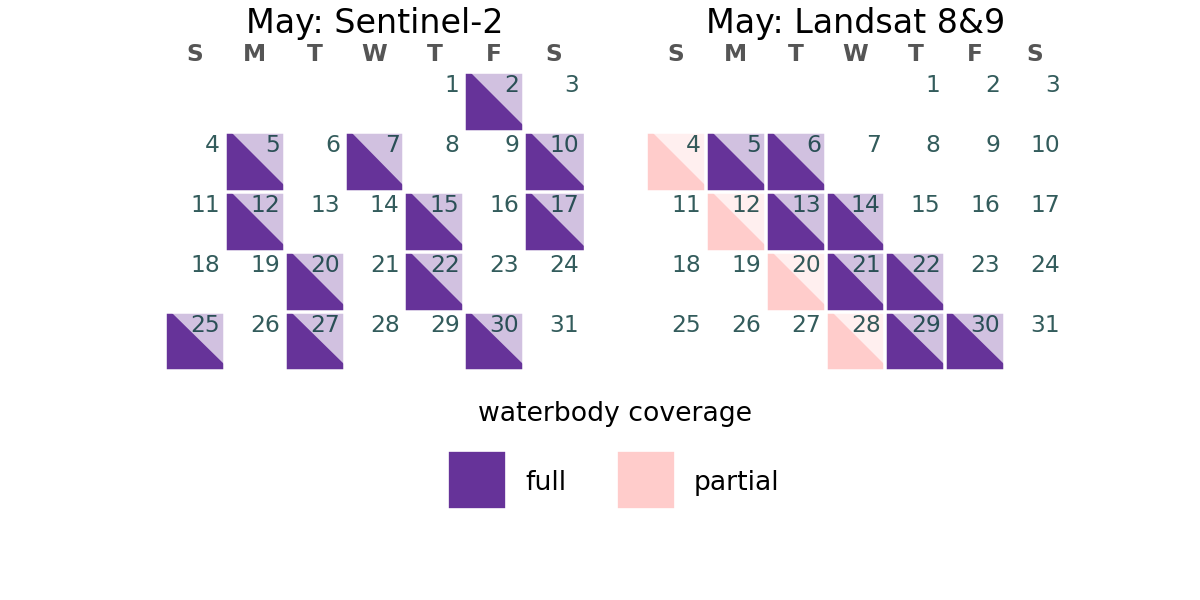 May: Sentinel-2
S M T W T F S
1 2 3
4 5 6 7 8 9 10
11 12 13 14 15 16 17
18 19 20 21 22 23 24
25 26 27 28 29 30 31
May: Landsat 8&9
S M T W T F S
1 2 3
4 5 6 7 8 9 10
11 12 13 14 15 16 17
18 19 20 21 22 23 24
25 26 27 28 29 30 31
waterbody coverage
full partial